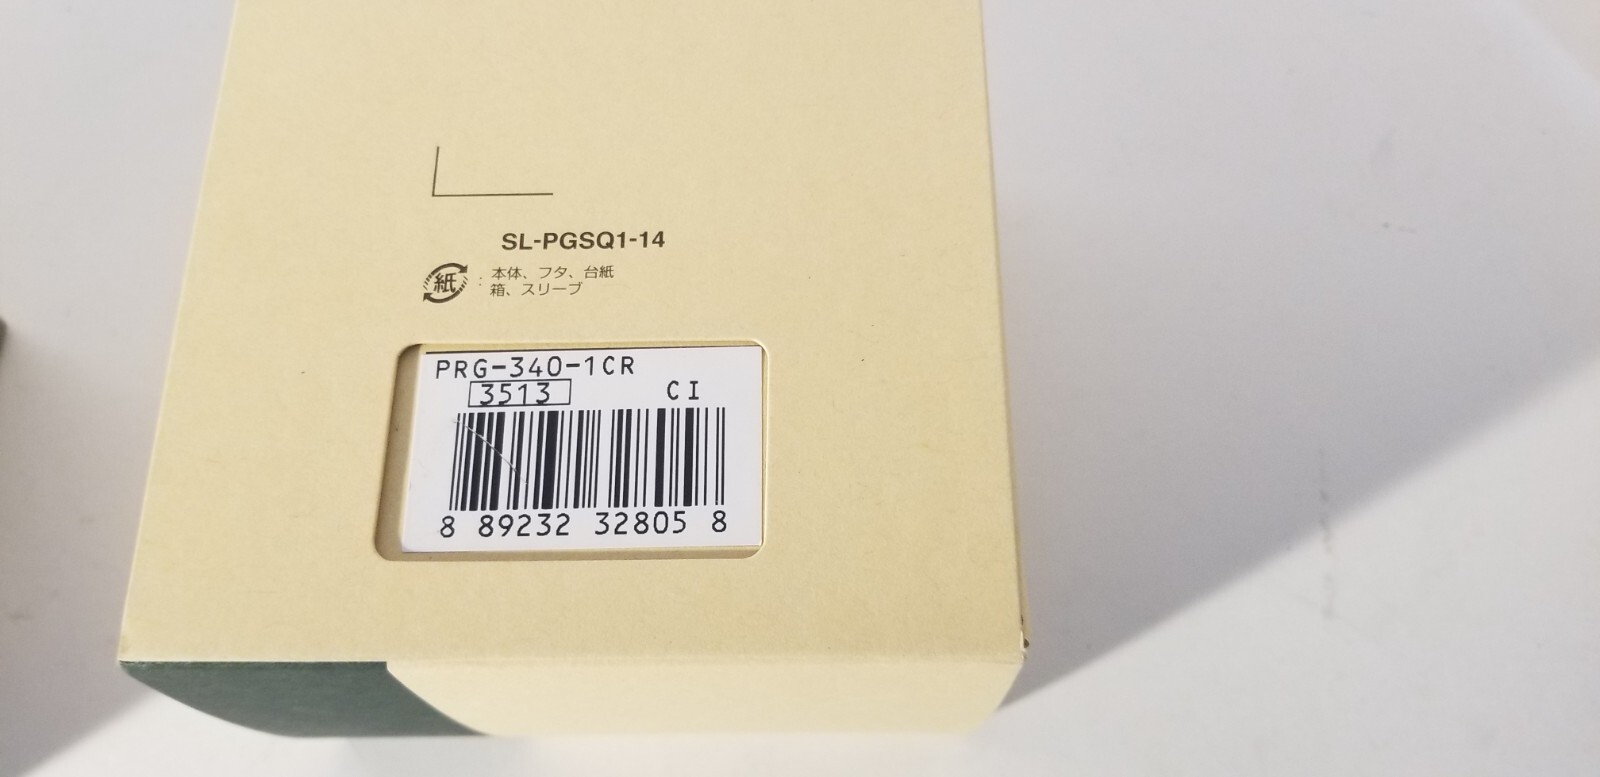 SL-PGSQ1-14
紙 : 本体、フタ、台紙
箱、スリーブ
PRG-340-1CR
3513 CI
8 89232 32805 8